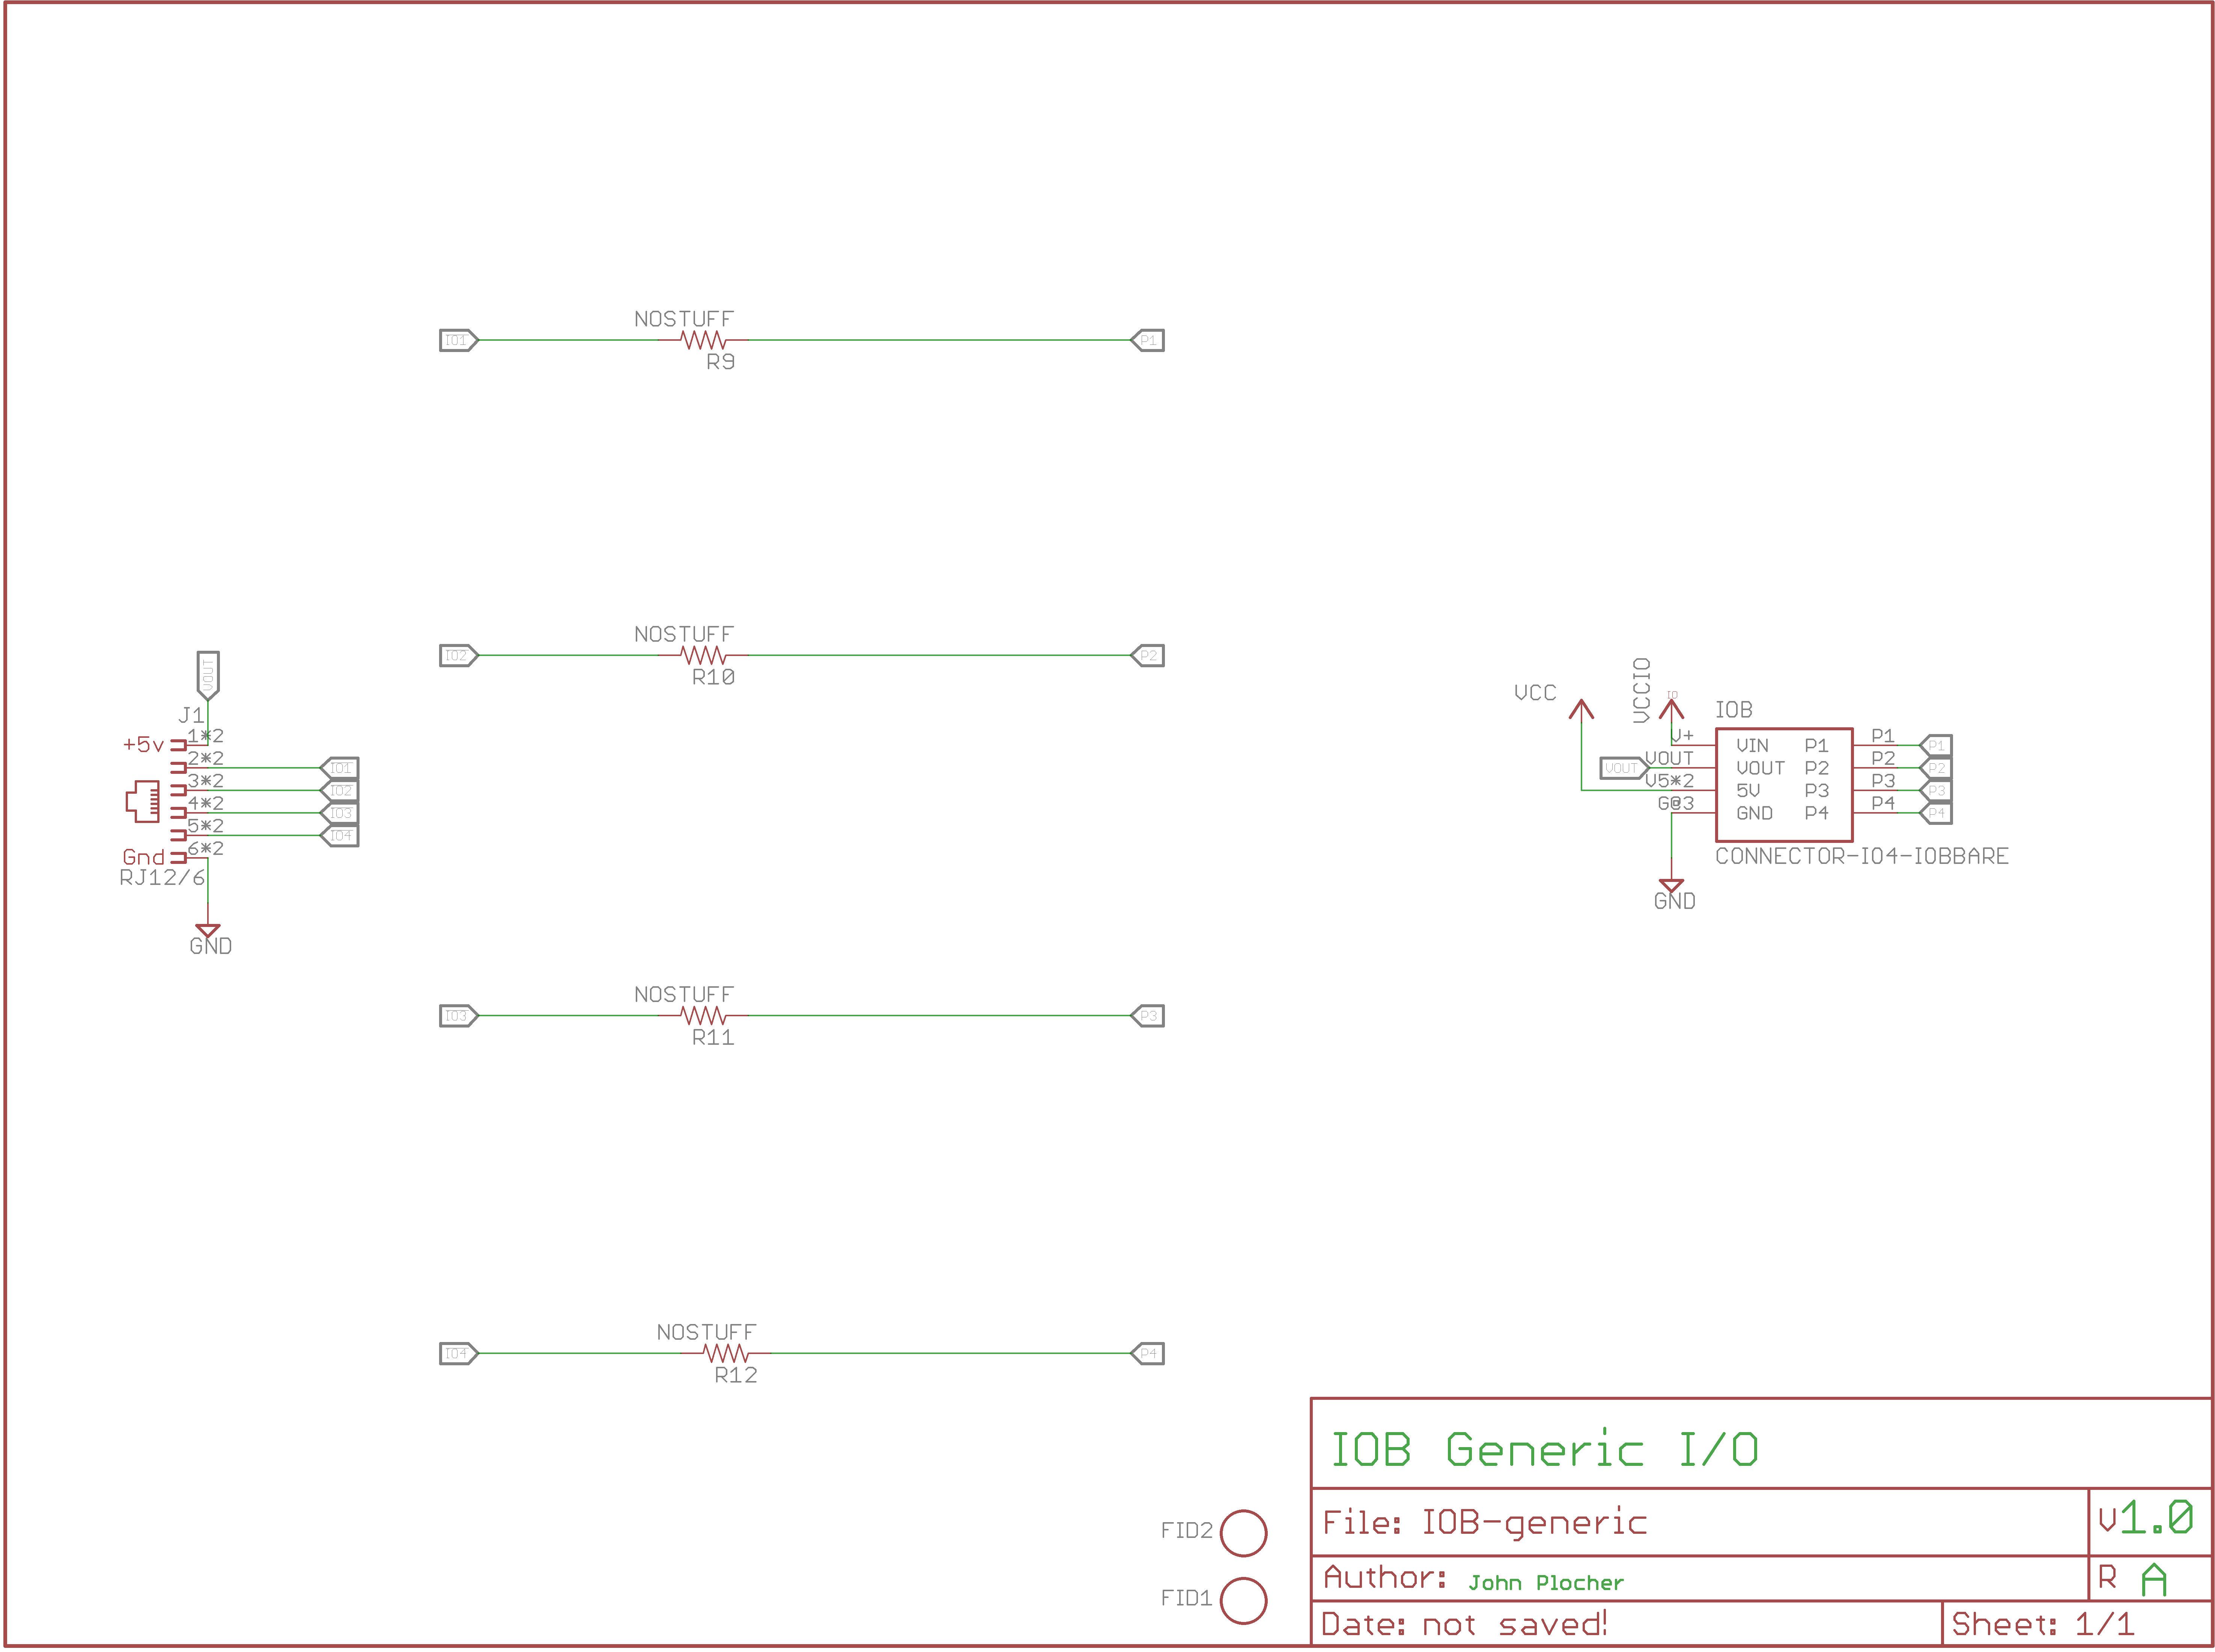 NOSTUFF
IO1
P1
R9
NOSTUFF
IO2
P2
R10
VOUT
J1
+5v
1*2
2*2
IO1
3*2
IO2
4*2
IO3
5*2
IO4
Gnd
6*2
RJ12/6
GND
VCC
VCCIO
IO
IOB
V+
VIN
P1
P1
P1
VOUT
VOUT
VOUT
P2
P2
P2
V5*2
5V
P3
P3
P3
G@3
GND
P4
P4
P4
CONNECTOR-IO4-IOBBARE
GND
NOSTUFF
IO3
P3
R11
NOSTUFF
IO4
P4
R12
FID2
FID1
IOB Generic I/O
File: IOB-generic
V1.0
Author: John Plocher
R A
Date: not saved!
Sheet: 1/1